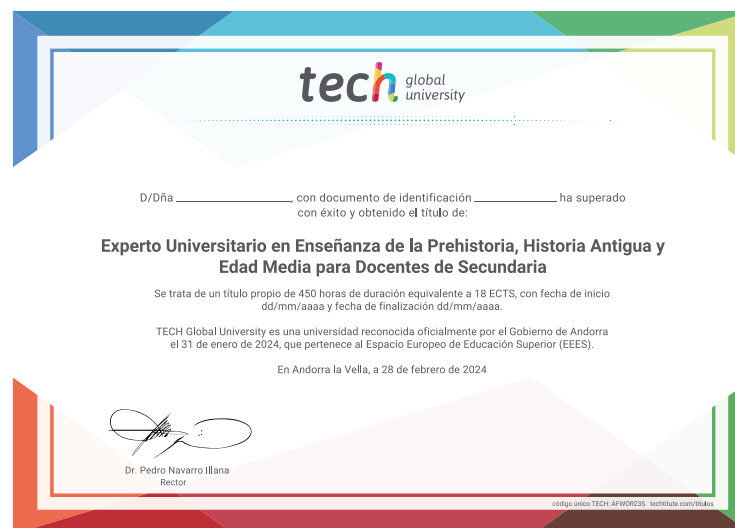 tech global
university
D/Dña ____________________, con documento de identificación ______________ ha superado
con éxito y obtenido el título de:
Experto Universitario en Enseñanza de la Prehistoria, Historia Antigua y
Edad Media para Docentes de Secundaria
Se trata de un título propio de 450 horas de duración equivalente a 18 ECTS, con fecha de inicio
dd/mm/aaaa y fecha de finalización dd/mm/aaaa.
TECH Global University es una universidad reconocida oficialmente por el Gobierno de Andorra
el 31 de enero de 2024, que pertenece al Espacio Europeo de Educación Superior (EEES).
En Andorra la Vella, a 28 de febrero de 2024
Dr. Pedro Navarro Illana
Rector
código único TECH: AFWOR23S techtitute.com/titulos